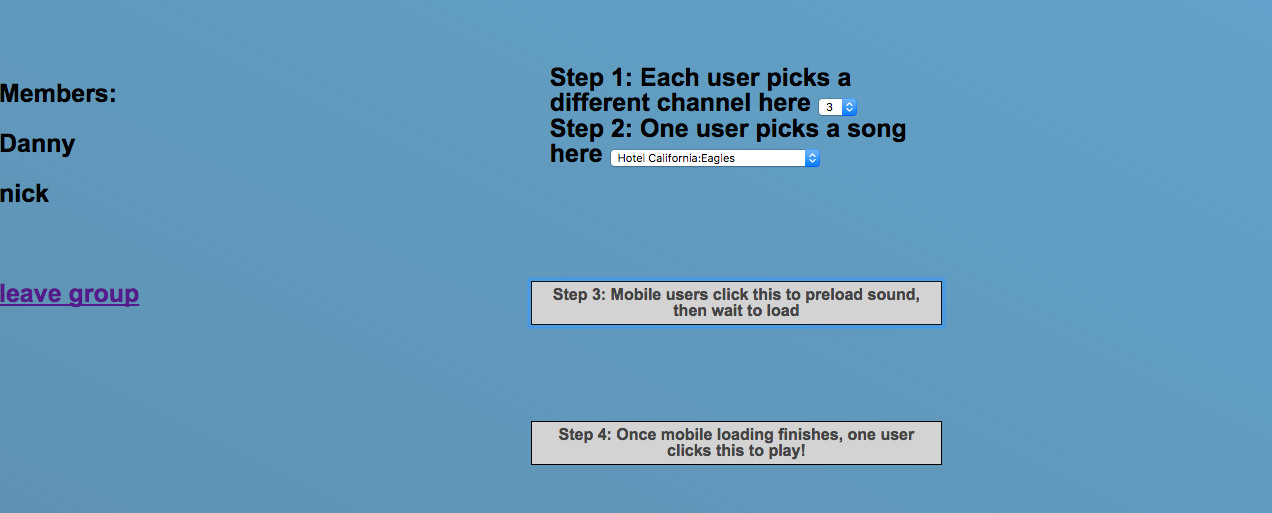 Members:
Danny
nick
leave group
Step 1: Each user picks a
different channel here 3
Step 2: One user picks a song
here Hotel California:Eagles
Step 3: Mobile users click this to preload sound,
then wait to load
Step 4: Once mobile loading finishes, one user
clicks this to play!